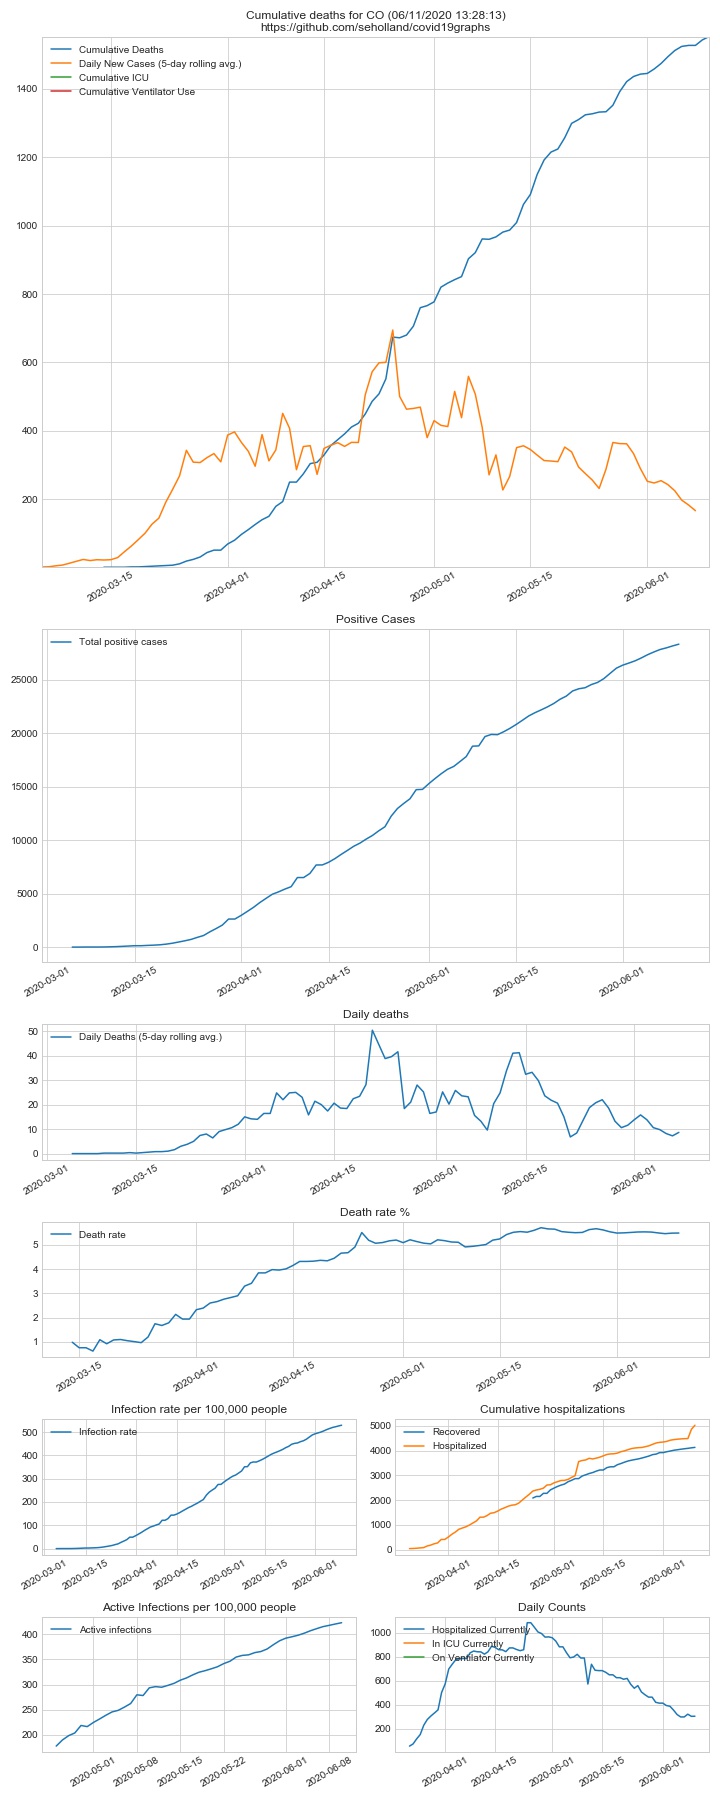 Cumulative deaths for CO (06/11/2020 13:28:13)
https://github.com/seholland/covid19graphs
Cumulative Deaths
Daily New Cases (5-day rolling avg.)
Cumulative ICU
Cumulative Ventilator Use
1400
1200
1000
800
600
400
200
2020-03-15 2020-04-01 2020-04-15 2020-05-01 2020-05-15 2020-06-01
Positive Cases
Total positive cases
25000
20000
15000
10000
5000
0
2020-03-01 2020-03-15 2020-04-01 2020-04-15 2020-05-01 2020-05-15 2020-06-01
Daily deaths
Daily Deaths (5-day rolling avg.)
50
40
30
20
10
0
2020-03-01 2020-03-15 2020-04-01 2020-04-15 2020-05-01 2020-05-15 2020-06-01
Death rate %
Death rate
5
4
3
2
1
2020-03-15 2020-04-01 2020-04-15 2020-05-01 2020-05-15 2020-06-01
Infection rate per 100,000 people
Infection rate
500
400
300
200
100
0
2020-03-01 2020-03-15 2020-04-01 2020-04-15 2020-05-01 2020-05-15 2020-06-01
Cumulative hospitalizations
Recovered
Hospitalized
5000
4000
3000
2000
1000
0
2020-04-01 2020-04-15 2020-05-01 2020-05-15 2020-06-01
Active Infections per 100,000 people
Active infections
400
350
300
250
200
2020-05-01 2020-05-08 2020-05-15 2020-05-22 2020-06-01 2020-06-08
Daily Counts
Hospitalized Currently
In ICU Currently
On Ventilator Currently
1000
800
600
400
200
2020-04-01 2020-04-15 2020-05-01 2020-05-15 2020-06-01